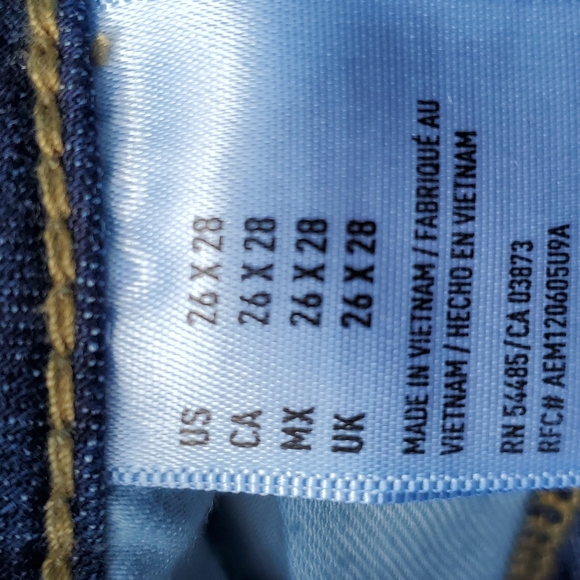 US 26 X 28
CA 26 X 28
MX 26 X 28
UK 26 X 28
MADE IN VIETNAM / FABRIQUÉ AU
VIETNAM / HECHO EN VIETNAM
RN 54485/CA 03873
RFC# AEM120605U9A